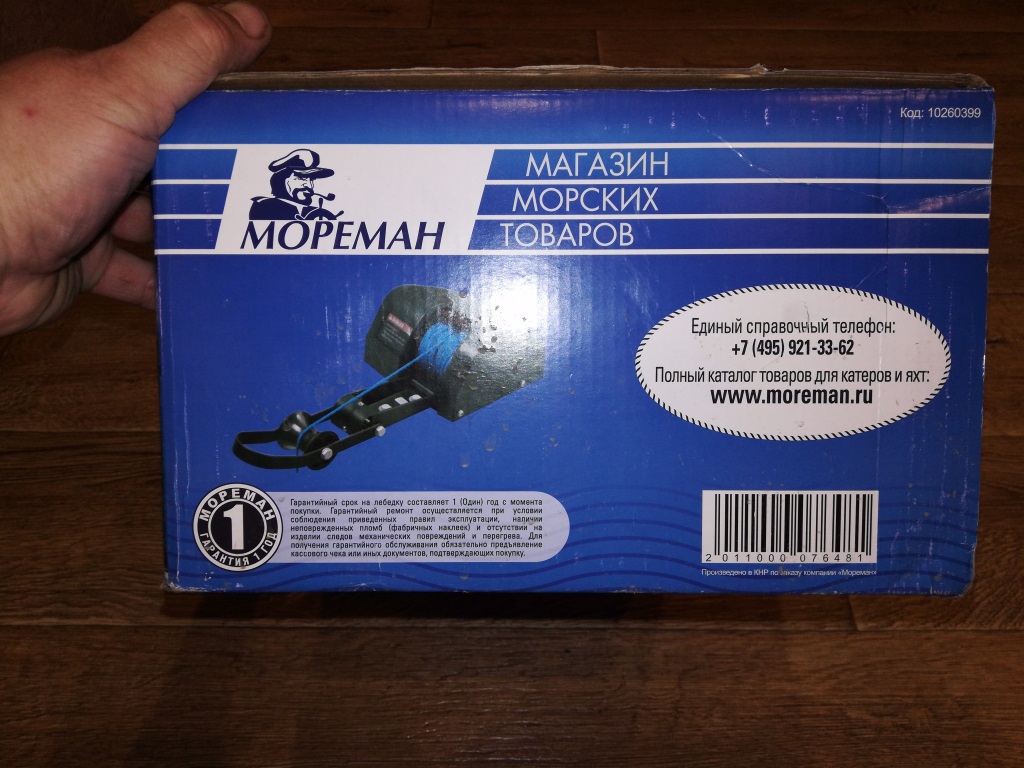 Код: 10260399
МОРЕМАН
МАГАЗИН
МОРСКИХ
ТОВАРОВ
Единый справочный телефон:
+7 (495) 921-33-62
Полный каталог товаров для катеров и яхт:
www.moreman.ru
МОРЕМАН
1
ГАРАНТИЯ 1 ГОД
Гарантийный срок на лебедку составляет 1 (Один) год с момента
покупки. Гарантийный ремонт осуществляется при условии
соблюдения приведенных правил эксплуатации, наличии
неповрежденных пломб (фабричных наклеек) и отсутствии на
изделии следов механических повреждений и перегрева. Для
получения гарантийного обслуживания обязательно предъявление
кассового чека или иных документов, подтверждающих покупку.
2 011000 076481
Произведено в КНР по заказу компании «Мореман»